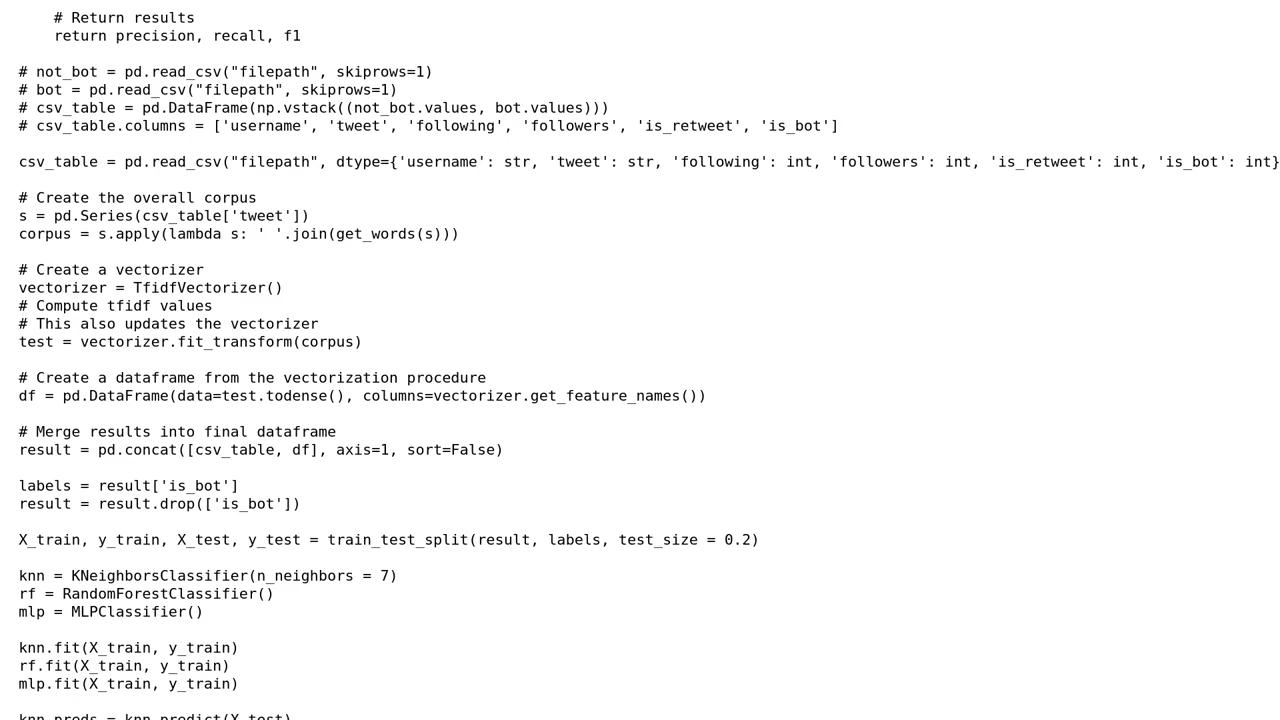 # Return results
return precision, recall, f1
# not_bot = pd.read_csv("filepath", skiprows=1)
# bot = pd.read_csv("filepath", skiprows=1)
# csv_table = pd.DataFrame(np.vstack((not_bot.values, bot.values)))
# csv_table.columns = ['username', 'tweet', 'following', 'followers', 'is_retweet', 'is_bot']
csv_table = pd.read_csv("filepath", dtype={'username': str, 'tweet': str, 'following': int, 'followers': int, 'is_retweet': int, 'is_bot': int}
# Create the overall corpus
s = pd.Series(csv_table['tweet'])
corpus = s.apply(lambda s: ' '.join(get_words(s)))
# Create a vectorizer
vectorizer = TfidfVectorizer()
# Compute tfidf values
# This also updates the vectorizer
test = vectorizer.fit_transform(corpus)
# Create a dataframe from the vectorization procedure
df = pd.DataFrame(data=test.todense(), columns=vectorizer.get_feature_names())
# Merge results into final dataframe
result = pd.concat([csv_table, df], axis=1, sort=False)
labels = result['is_bot']
result = result.drop(['is_bot'])
X_train, y_train, X_test, y_test = train_test_split(result, labels, test_size = 0.2)
knn = KNeighborsClassifier(n_neighbors = 7)
rf = RandomForestClassifier()
mlp = MLPClassifier()
knn.fit(X_train, y_train)
rf.fit(X_train, y_train)
mlp.fit(X_train, y_train)
knn_preds = knn.predict(X_test)